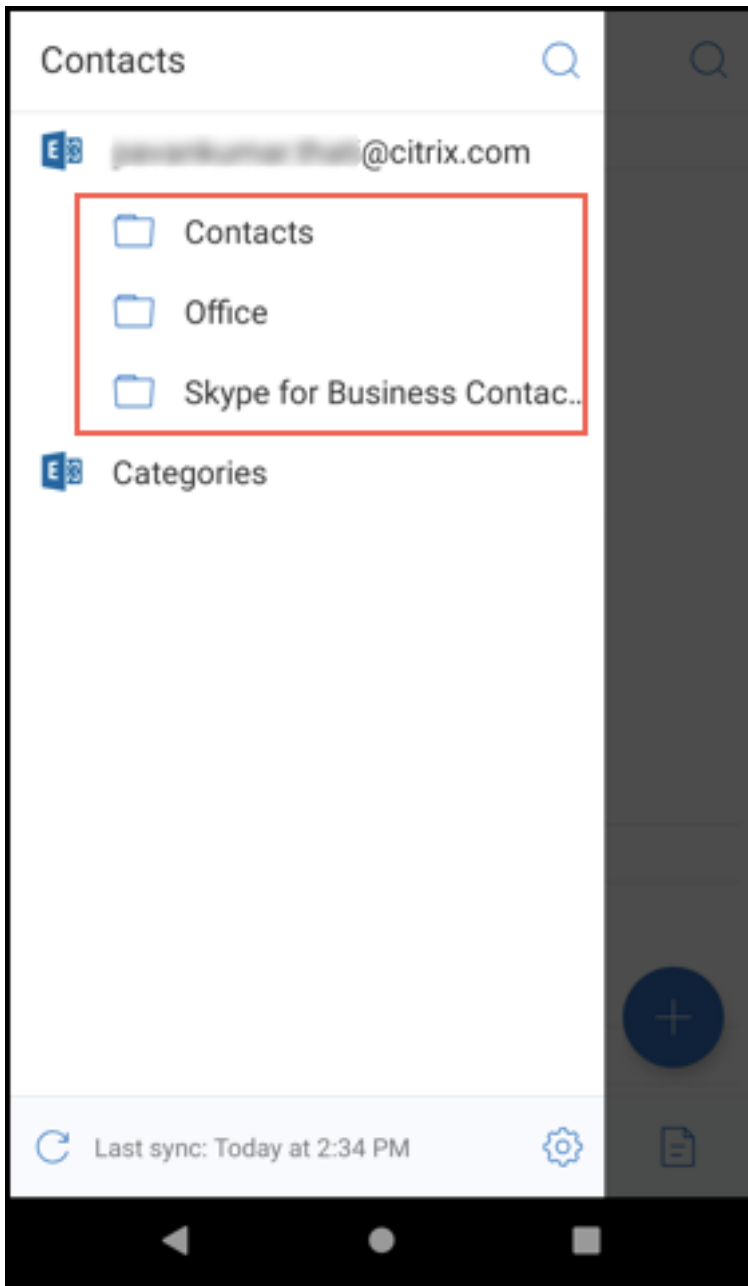 Contacts
@citrix.com
Contacts
Office
Skype for Business Contac...
Categories
Last sync: Today at 2:34 PM